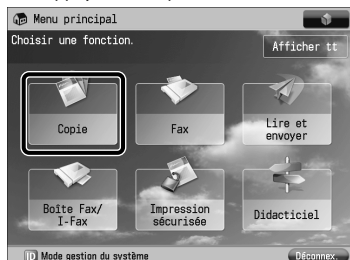 Menu principal
Choisir une fonction.
Afficher tt
Copie
Fax
Lire et
envoyer
Boîte Fax/
I-Fax
Impression
sécurisée
Didacticiel
ID Mode gestion du système
Déconnex.